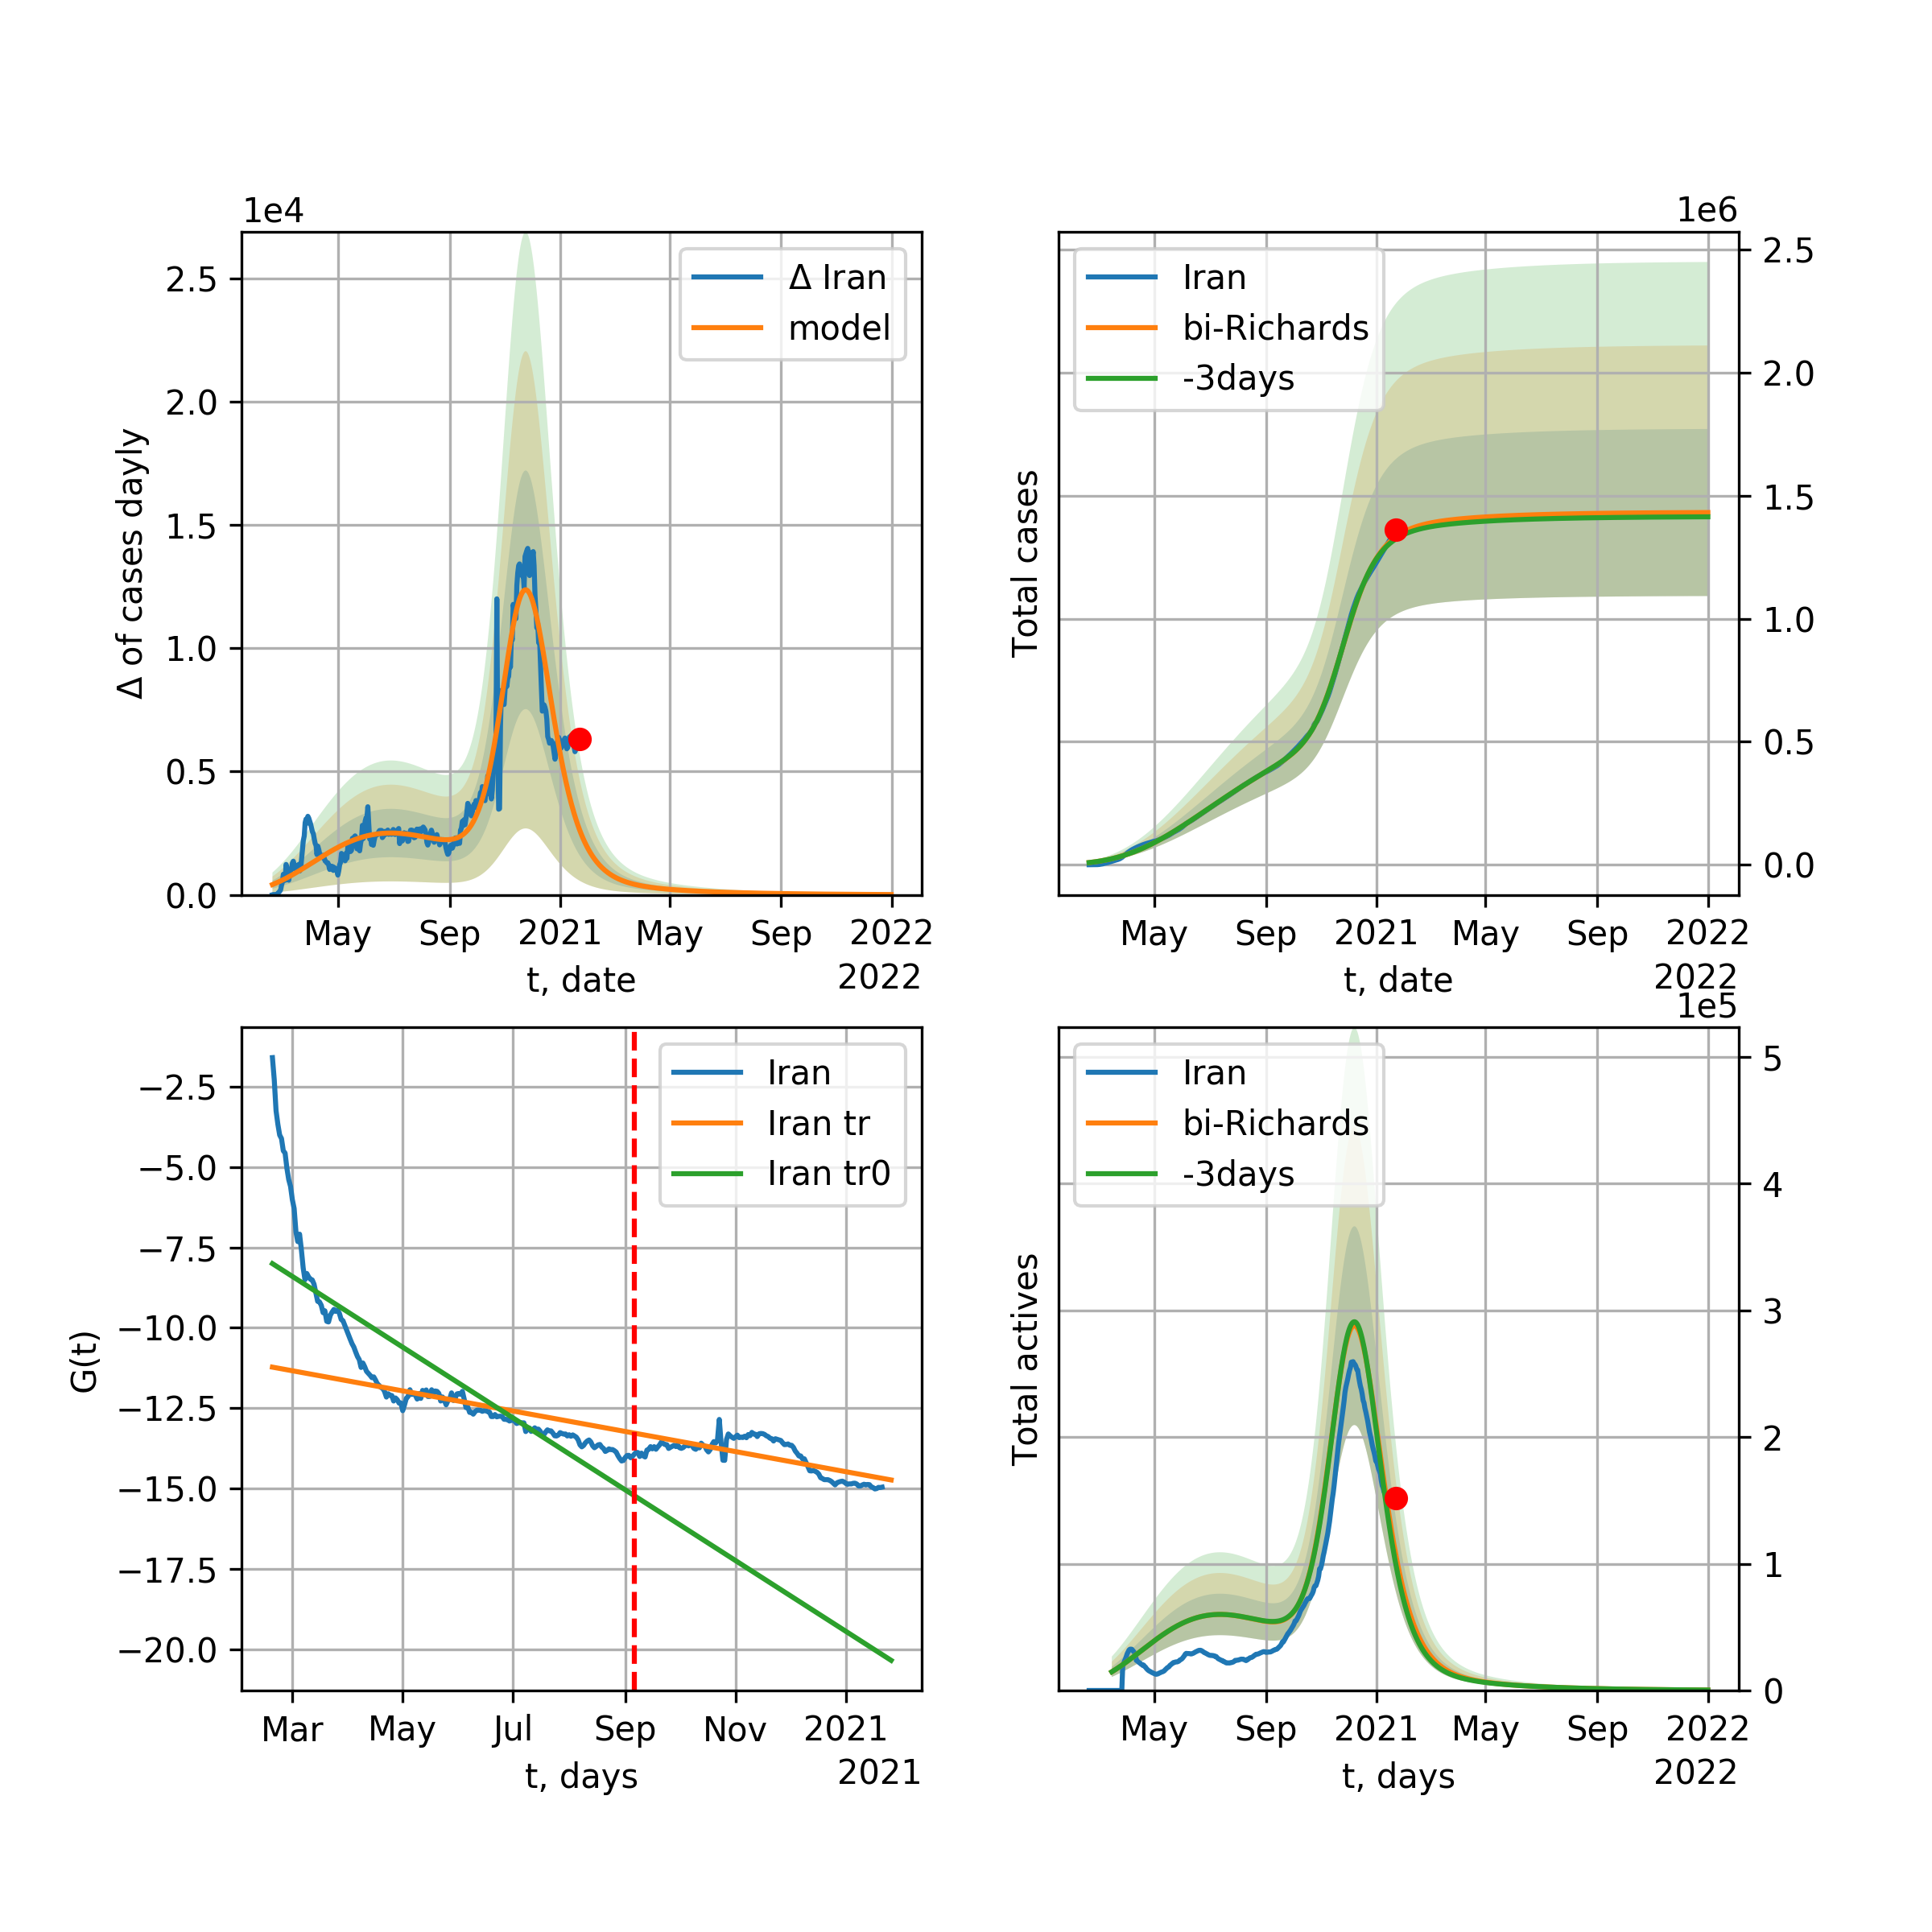 1e4
2.5
2.0
1.5
1.0
0.5
0.0
Δ of cases dayly
Δ Iran
model
May Sep 2021 May Sep 2022
t, date
2022
1e6
2.5
2.0
1.5
1.0
0.5
0.0
Total cases
Iran
bi-Richards
-3days
May Sep 2021 May Sep 2022
t, date
2022
−2.5
−5.0
−7.5
−10.0
−12.5
−15.0
−17.5
−20.0
G(t)
Iran
Iran tr
Iran tr0
Mar May Jul Sep Nov 2021
t, days
2021
1e5
5
4
3
2
1
0
Total actives
Iran
bi-Richards
-3days
May Sep 2021 May Sep 2022
t, days
2022